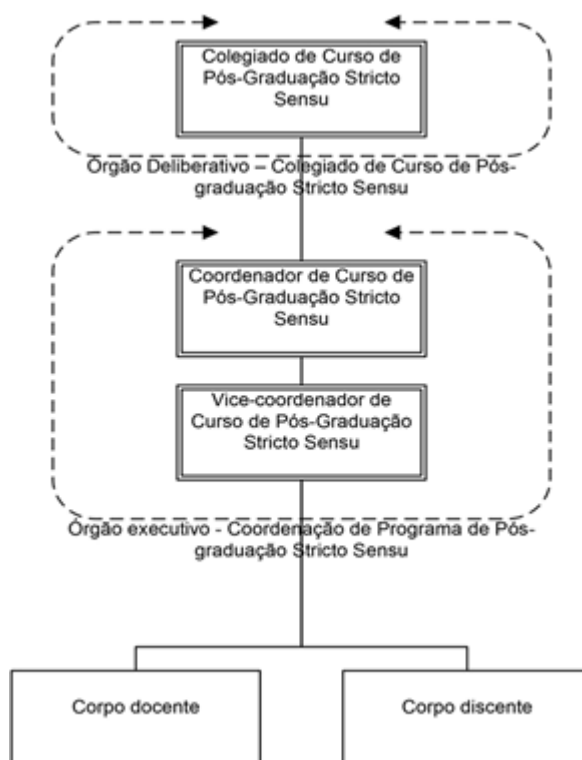 Colegiado de Curso de
Pós-Graduação Stricto
Sensu
Órgão Deliberativo – Colegiado de Curso de Pós-
graduação Stricto Sensu
Coordenador de Curso de
Pós-Graduação Stricto
Sensu
Vice-coordenador de
Curso de Pós-Graduação
Stricto Sensu
Órgão executivo - Coordenação de Programa de Pós-
graduação Stricto Sensu
Corpo docente
Corpo discente